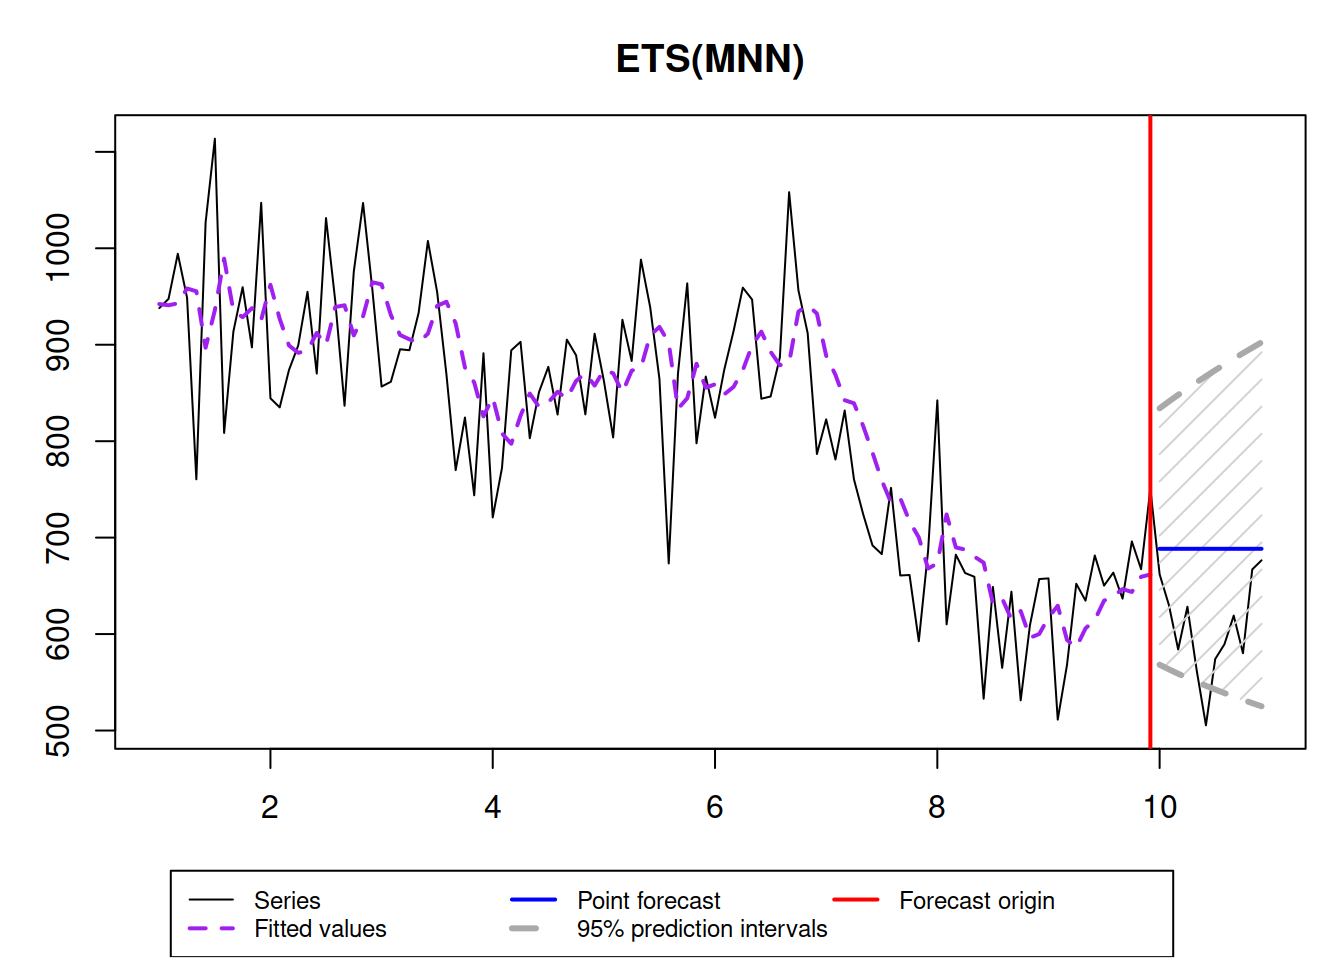 ETS(MNN)
1000
900
800
700
600
500
2 4 6 8 10
Series Point forecast Forecast origin
Fitted values 95% prediction intervals